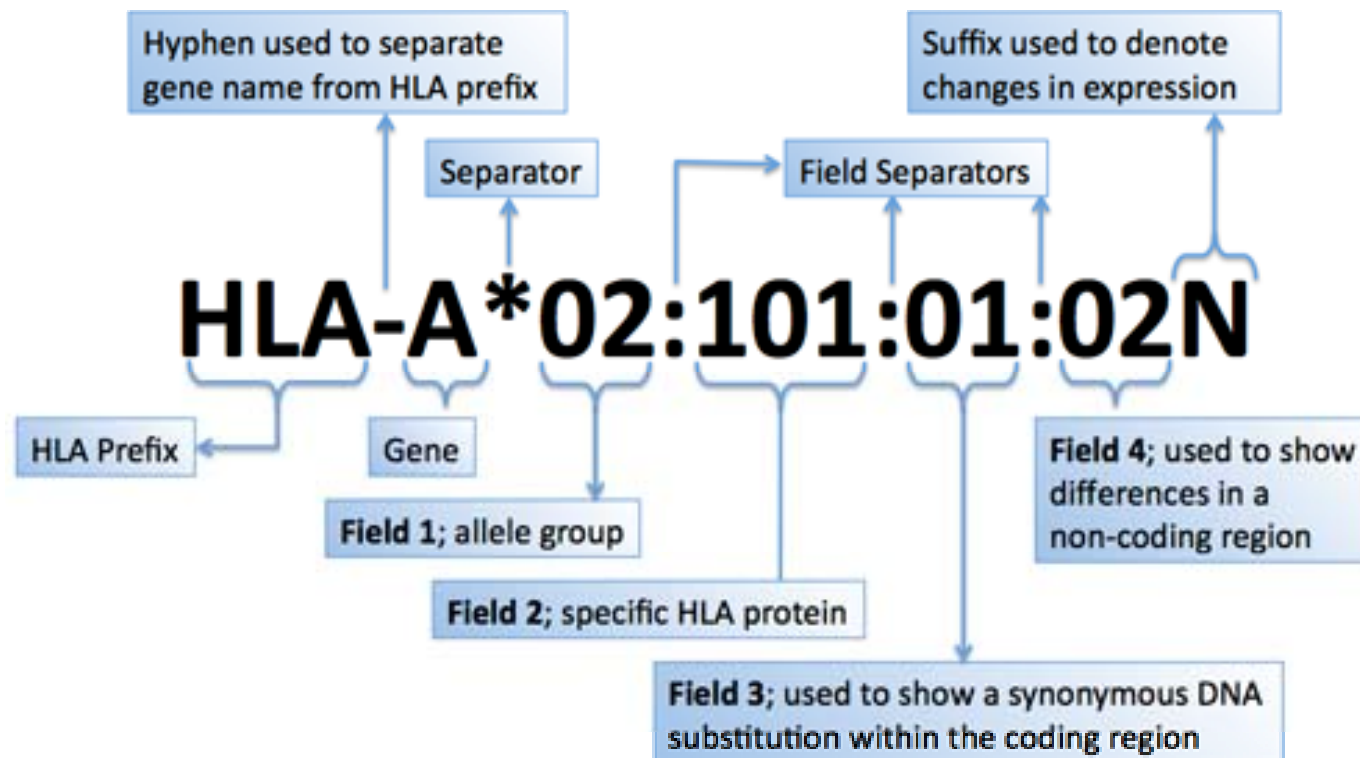 Hyphen used to separate
gene name from HLA prefix
Suffix used to denote
changes in expression
Separator
Field Separators
HLA-A*02:101:01:02N
HLA Prefix
Gene
Field 1; allele group
Field 2; specific HLA protein
Field 3; used to show a synonymous DNA
substitution within the coding region
Field 4; used to show
differences in a
non-coding region